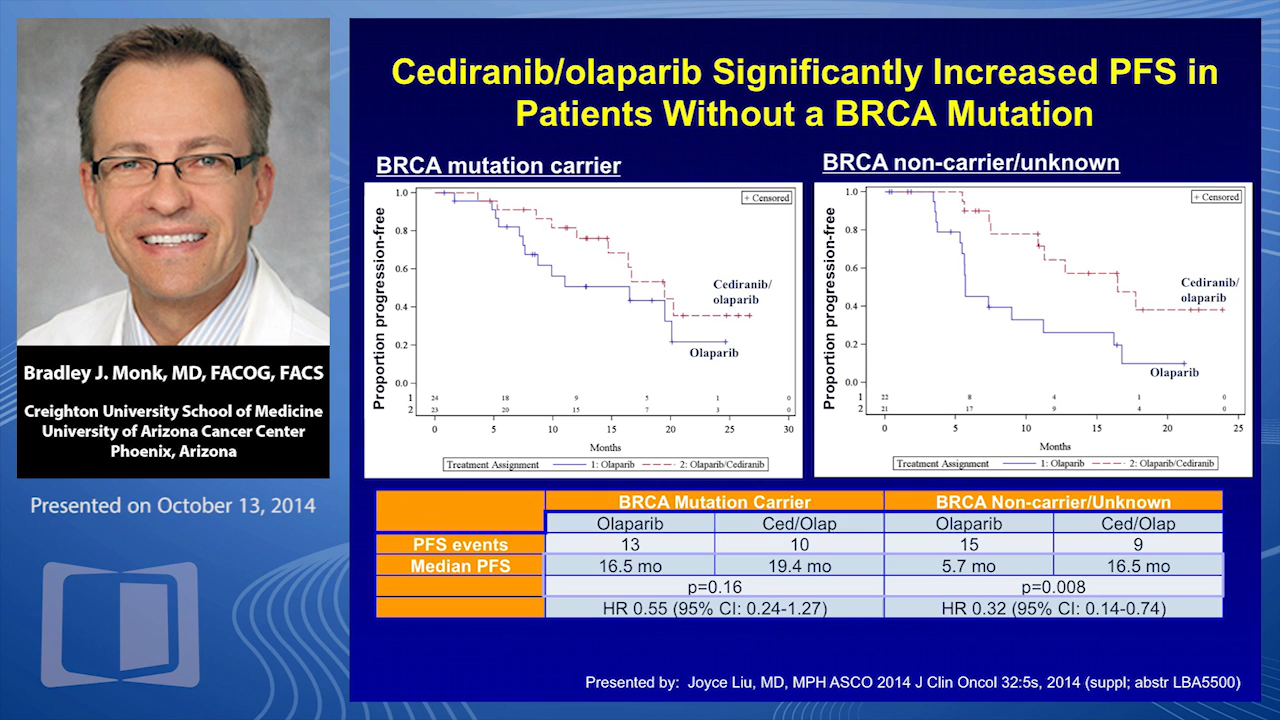 Cediranib/olaparib Significantly Increased PFS in
Patients Without a BRCA Mutation
BRCA mutation carrier
Proportion progression-free
1.0
0.8
0.6
0.4
0.2
0.0
+ Censored
Cediranib/
olaparib
Olaparib
1 24 18 9 5 1 0
2 23 20 15 7 3 0
0 5 10 15 20 25 30
Months
Treatment Assignment 1: Olaparib 2: Olaparib/Cediranib
BRCA non-carrier/unknown
Proportion progression-free
1.0
0.8
0.6
0.4
0.2
0.0
+ Censored
Cediranib/
olaparib
Olaparib
1 24 8 4 1 0
2 21 17 9 4 0
0 5 10 15 20 25
Months
Treatment Assignment 1: Olaparib 2: Olaparib/Cediranib
BRCA Mutation Carrier BRCA Non-carrier/Unknown
Olaparib Ced/Olap Olaparib Ced/Olap
PFS events 13 10 15 9
Median PFS 16.5 mo 19.4 mo 5.7 mo 16.5 mo
p=0.16 p=0.008
HR 0.55 (95% CI: 0.24-1.27) HR 0.32 (95% CI: 0.14-0.74)
Presented by: Joyce Liu, MD, MPH ASCO 2014 J Clin Oncol 32:5s, 2014 (suppl; abstr LBA5500)
Bradley J. Monk, MD, FACOG, FACS
Creighton University School of Medicine
University of Arizona Cancer Center
Phoenix, Arizona
Presented on October 13, 2014